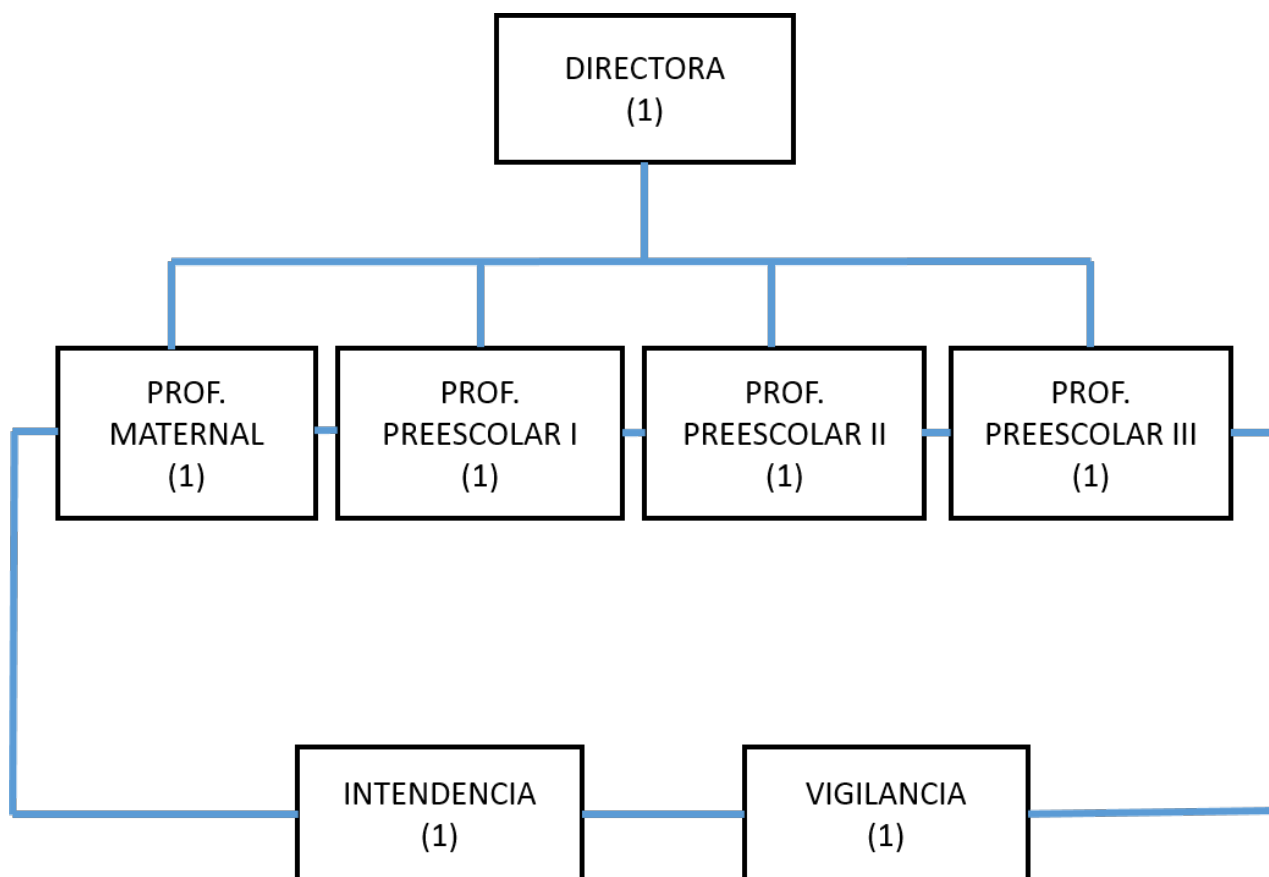 DIRECTORA
(1)
PROF.
MATERNAL
(1)
PROF.
PREESCOLAR I
(1)
PROF.
PREESCOLAR II
(1)
PROF.
PREESCOLAR III
(1)
INTENDENCIA
(1)
VIGILANCIA
(1)